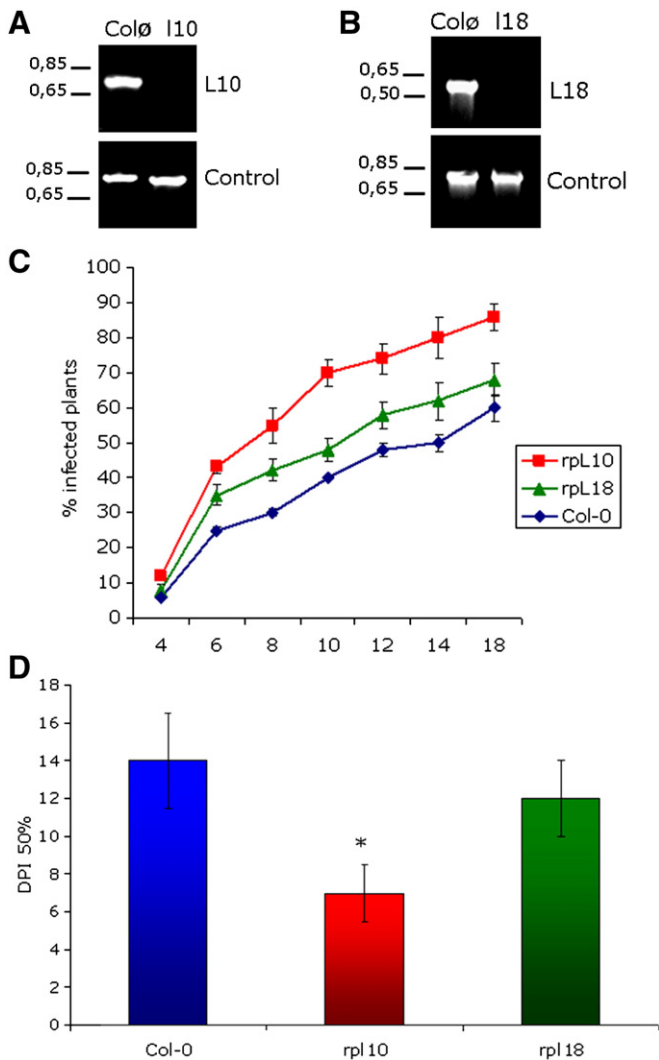 A
Colø l10
0,85
0,65
L10
0,85
0,65
Control
B
Colø l18
0,65
0,50
L18
0,85
0,65
Control
C
% infected plants
100
90
80
70
60
50
40
30
20
10
0
4 6 8 10 12 14 18
rpL10
rpL18
Col-0
D
DPI 50%
18
16
14
12
10
8
6
4
2
0
*
Col-0 rpl10 rpl18